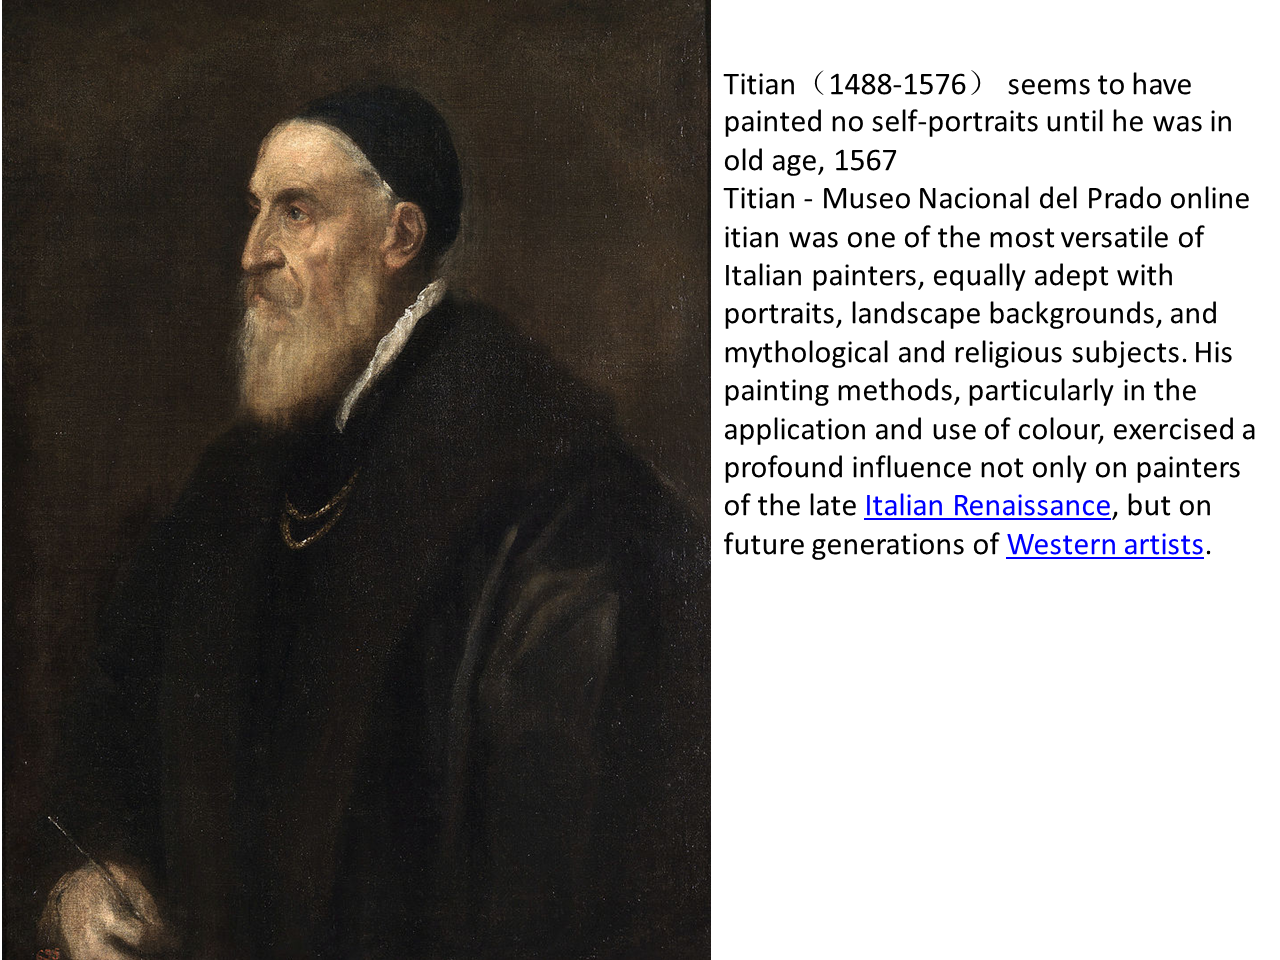 Titian（1488-1576） seems to have
painted no self-portraits until he was in
old age, 1567
Titian - Museo Nacional del Prado online
itian was one of the most versatile of
Italian painters, equally adept with
portraits, landscape backgrounds, and
mythological and religious subjects. His
painting methods, particularly in the
application and use of colour, exercised a
profound influence not only on painters
of the late Italian Renaissance, but on
future generations of Western artists.